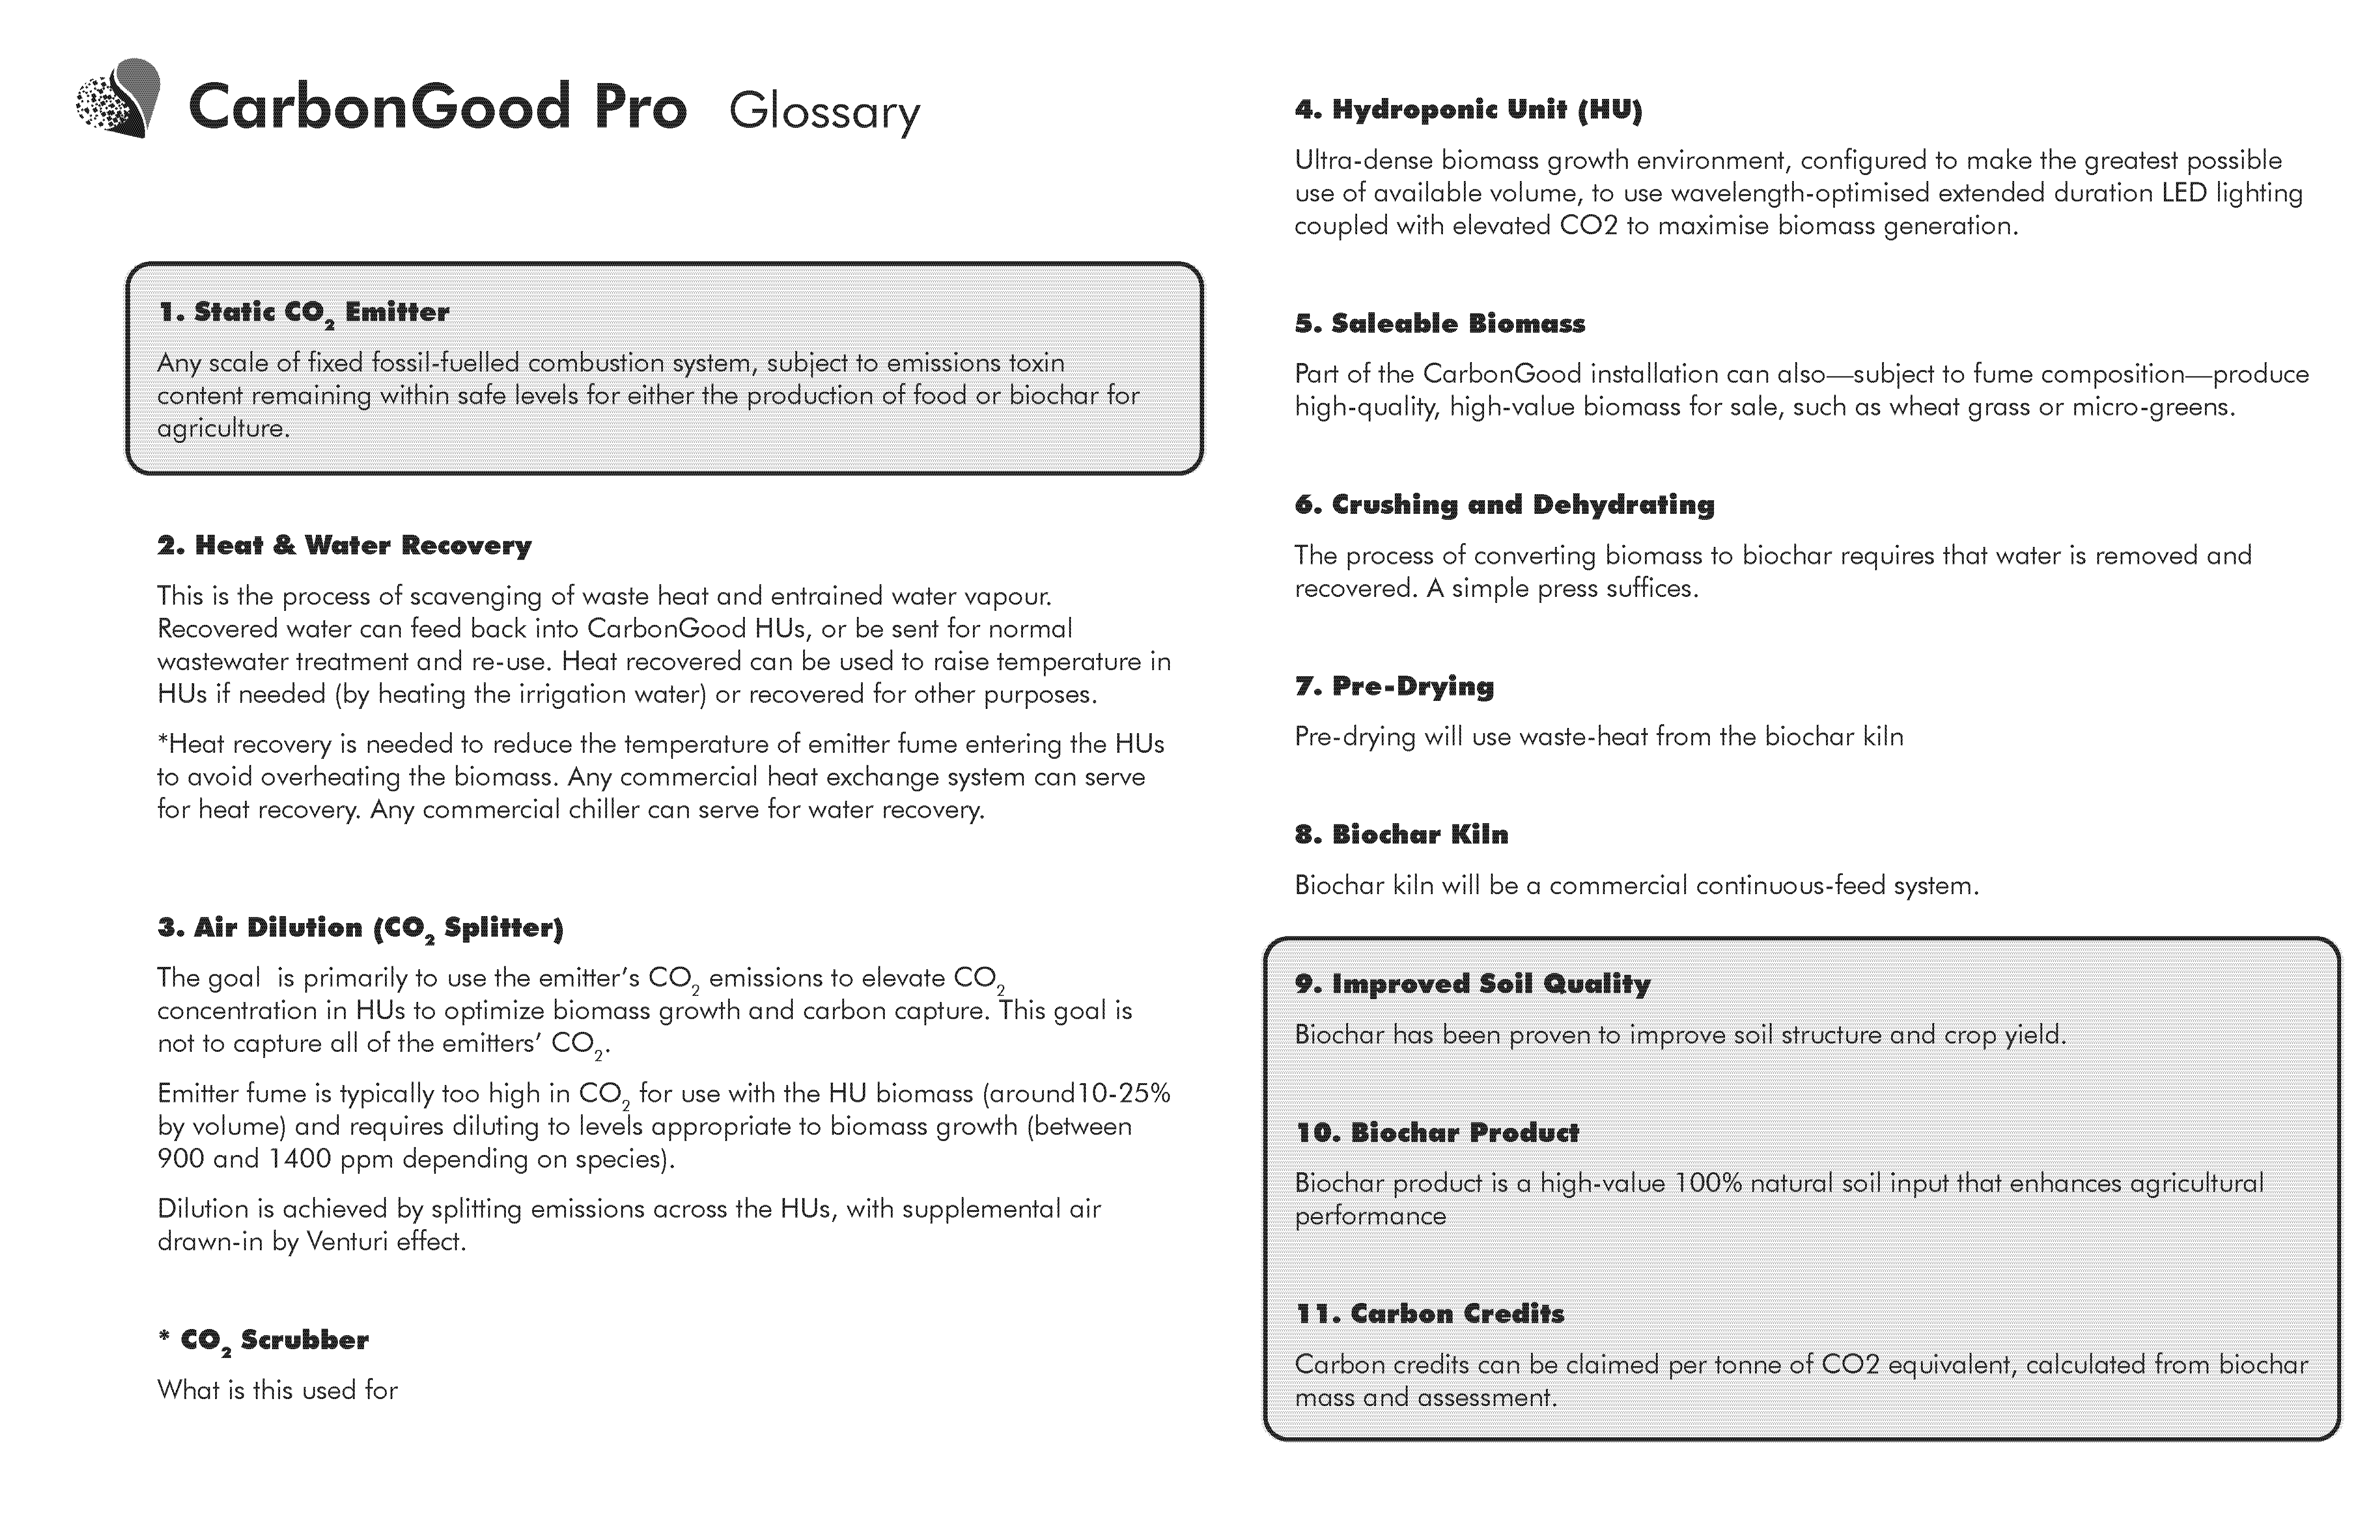 CarbonGood Pro Glossary
1. Static CO₂ Emitter
Any scale of fixed fossil-fuelled combustion system, subject to emissions toxin
content remaining within safe levels for either the production of food or biochar for
agriculture.
2. Heat & Water Recovery
This is the process of scavenging of waste heat and entrained water vapour.
Recovered water can feed back into CarbonGood HUs, or be sent for normal
wastewater treatment and re-use. Heat recovered can be used to raise temperature in
HUs if needed (by heating the irrigation water) or recovered for other purposes.
*Heat recovery is needed to reduce the temperature of emitter fume entering the HUs
to avoid overheating the biomass. Any commercial heat exchange system can serve
for heat recovery. Any commercial chiller can serve for water recovery.
3. Air Dilution (CO₂ Splitter)
The goal  is primarily to use the emitter’s CO₂ emissions to elevate CO₂
concentration in HUs to optimize biomass growth and carbon capture. This goal is
not to capture all of the emitters’ CO₂.
Emitter fume is typically too high in CO₂ for use with the HU biomass (around10-25%
by volume) and requires diluting to levels appropriate to biomass growth (between
900 and 1400 ppm depending on species).
Dilution is achieved by splitting emissions across the HUs, with supplemental air
drawn-in by Venturi effect.
* CO₂ Scrubber
What is this used for
4. Hydroponic Unit (HU)
Ultra-dense biomass growth environment, configured to make the greatest possible
use of available volume, to use wavelength-optimised extended duration LED lighting
coupled with elevated CO2 to maximise biomass generation.
5. Saleable Biomass
Part of the CarbonGood installation can also—subject to fume composition—produce
high-quality, high-value biomass for sale, such as wheat grass or micro-greens.
6. Crushing and Dehydrating
The process of converting biomass to biochar requires that water is removed and
recovered. A simple press suffices.
7. Pre-Drying
Pre-drying will use waste-heat from the biochar kiln
8. Biochar Kiln
Biochar kiln will be a commercial continuous-feed system.
9. Improved Soil Quality
Biochar has been proven to improve soil structure and crop yield.
10. Biochar Product
Biochar product is a high-value 100% natural soil input that enhances agricultural
performance
11. Carbon Credits
Carbon credits can be claimed per tonne of CO2 equivalent, calculated from biochar
mass and assessment.